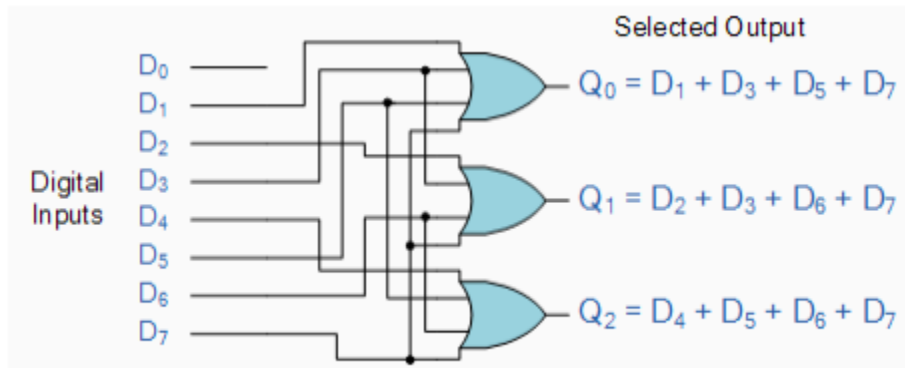 Selected Output
D₀
D₁
D₂
D₃
D₄
D₅
D₆
D₇
Digital
Inputs
Q₀ = D₁ + D₃ + D₅ + D₇
Q₁ = D₂ + D₃ + D₆ + D₇
Q₂ = D₄ + D₅ + D₆ + D₇